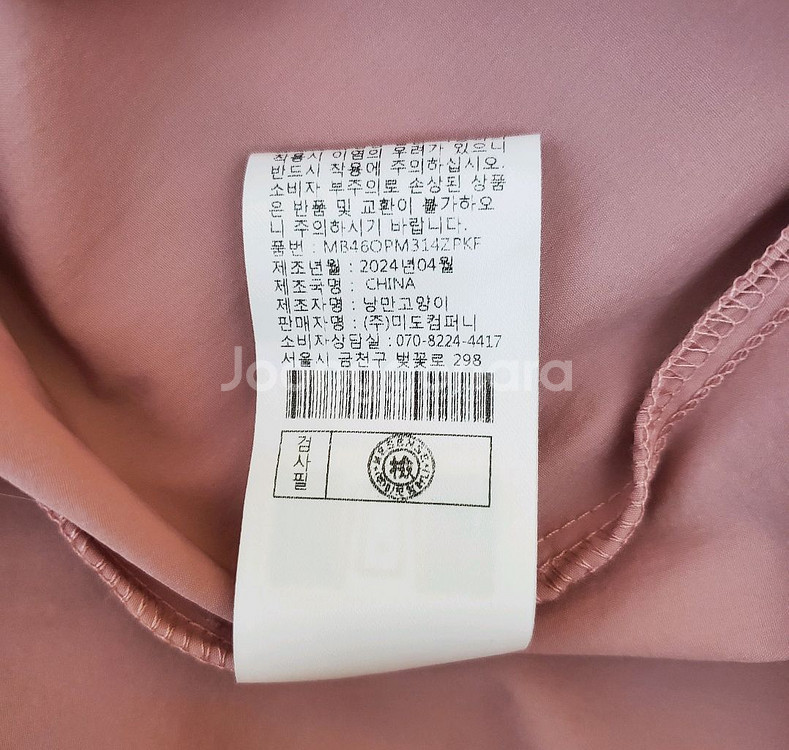 착용시 이염의 우려가 있으니
반드시 착용에 주의하십시오.
소비자 부주의로 손상된 상품
은 반품 및 교환이 불가하오
니 주의하시기 바랍니다.
품번 : MB46OPM314ZPKF
제조년월 : 2024년04월
제조국명 : CHINA
제조자명 : 낭만고양이
판매자명 : (주)미도컴퍼니
소비자상담실 : 070-8224-4417
서울시 금천구 벚꽃로 298
검사필
檢